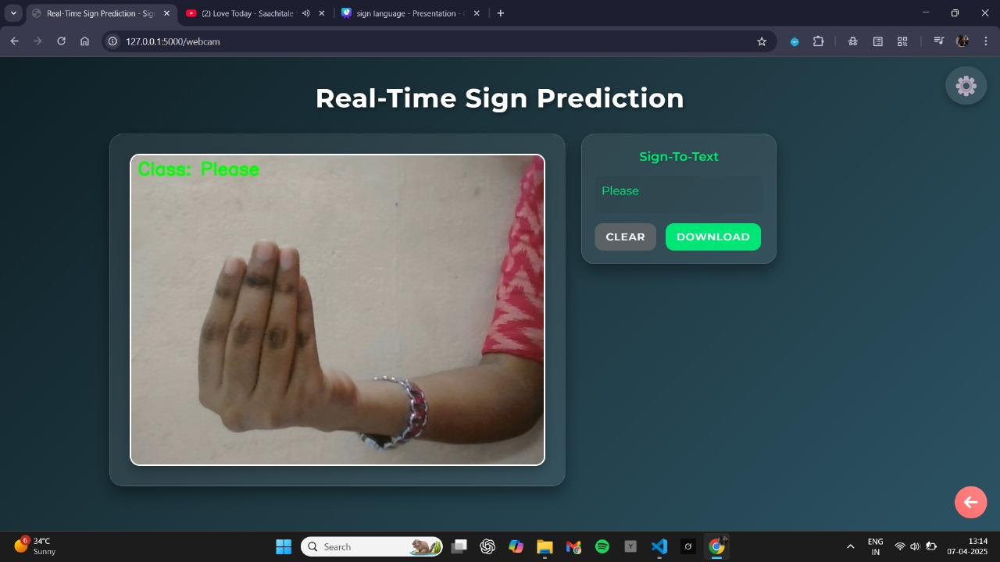 Real-Time Sign Prediction - Sig
(2) Love Today - Saachitale
sign language - Presentation -
127.0.0.1:5000/webcam
Real-Time Sign Prediction
Class: Please
Sign-To-Text
Please
CLEAR
DOWNLOAD
6
34°C
Sunny
Search
Y
ENG
IN
13:14
07-04-2025